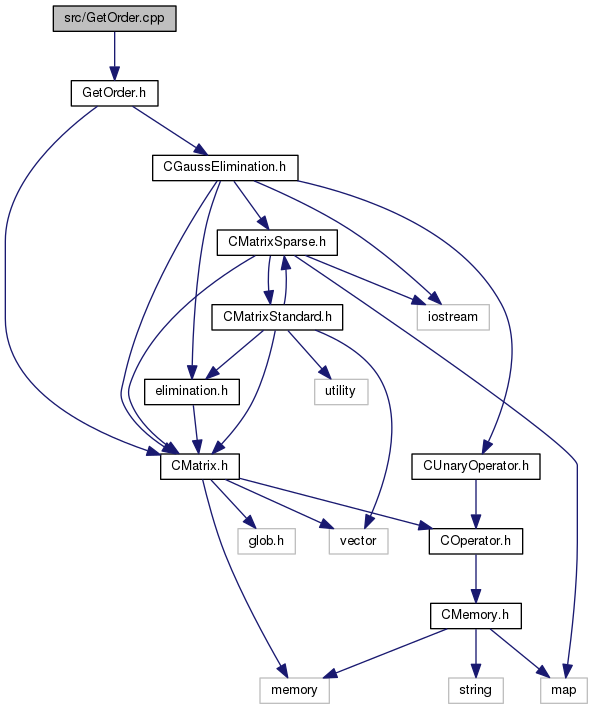 src/GetOrder.cpp
GetOrder.h
CGaussElimination.h
CMatrixSparse.h
CMatrixStandard.h
iostream
elimination.h
utility
CMatrix.h
CUnaryOperator.h
glob.h
vector
COperator.h
CMemory.h
memory
string
map